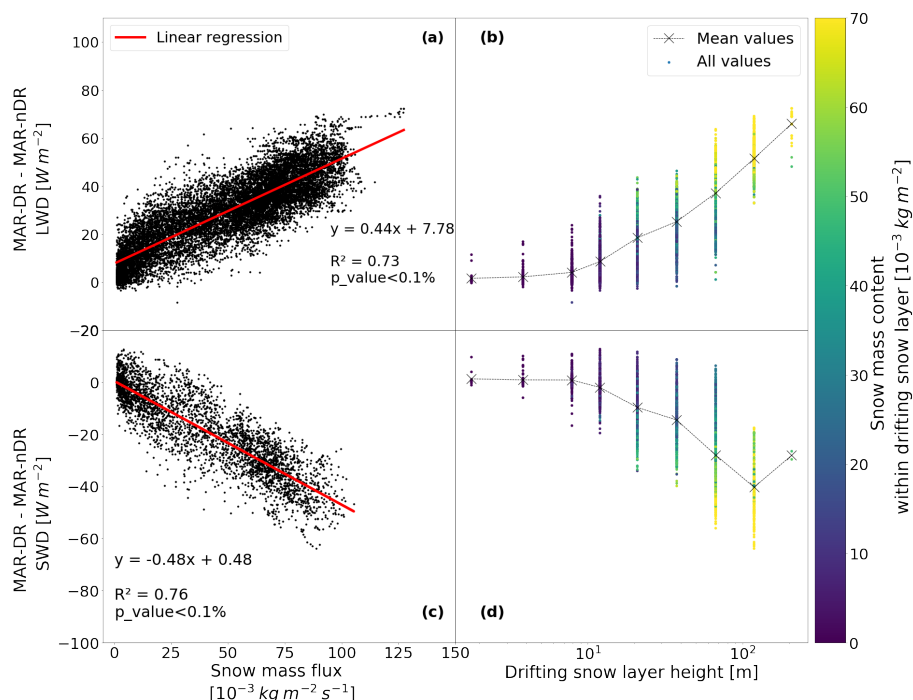 Linear regression
(a)
(b)
Mean values
All values
100
80
60
40
20
0
−20
MAR-DR - MAR-nDR
LWD [W m⁻²]
y = 0.44x + 7.78
R² = 0.73
p_value<0.1%
0
−20
−40
−60
−80
−100
MAR-DR - MAR-nDR
SWD [W m⁻²]
y = -0.48x + 0.48
R² = 0.76
p_value<0.1%
(c)
(d)
0 25 50 75 100 125 150
Snow mass flux
[10⁻³ kg m⁻² s⁻¹]
10¹ 10²
Drifting snow layer height [m]
70
60
50
40
30
20
10
0
Snow mass content
within drifting snow layer [10⁻³ kg m⁻²]